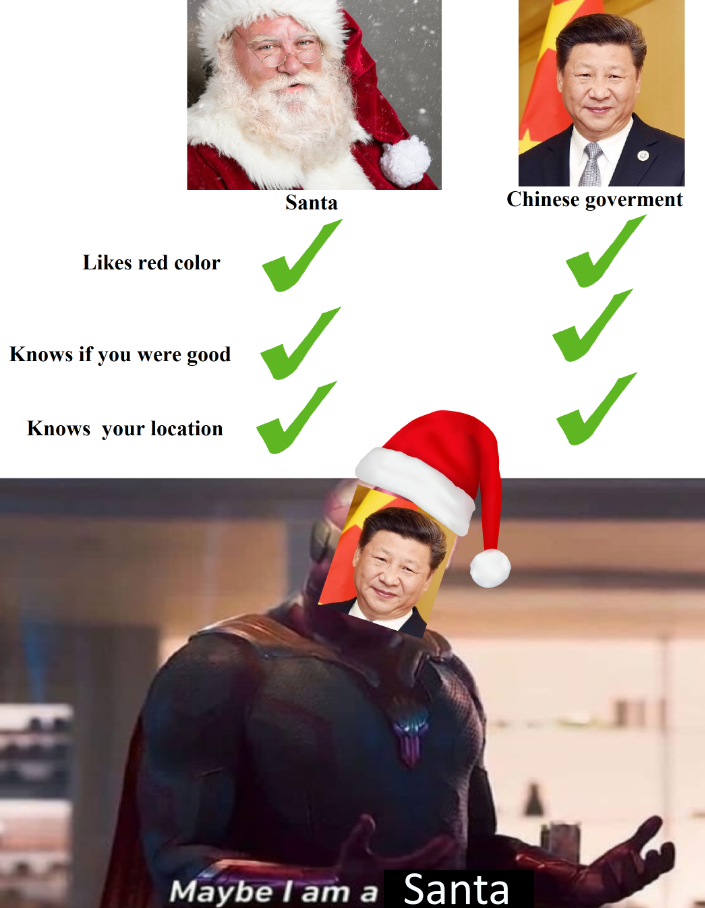 Santa
Chinese goverment
Likes red color
Knows if you were good
Knows your location
Maybe I am a Santa